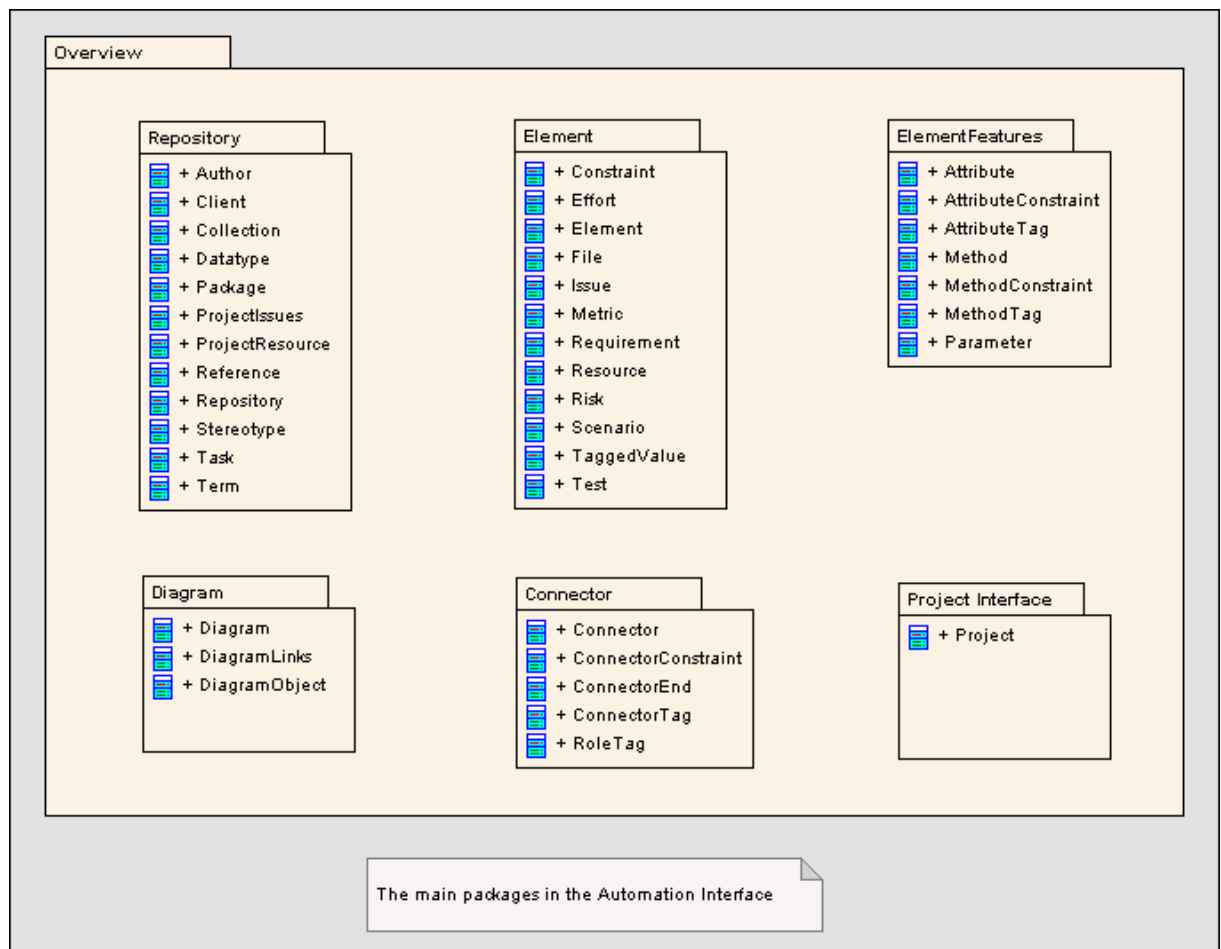 Overview
Repository
+ Author
+ Client
+ Collection
+ Datatype
+ Package
+ ProjectIssues
+ ProjectResource
+ Reference
+ Repository
+ Stereotype
+ Task
+ Term
Element
+ Constraint
+ Effort
+ Element
+ File
+ Issue
+ Metric
+ Requirement
+ Resource
+ Risk
+ Scenario
+ TaggedValue
+ Test
ElementFeatures
+ Attribute
+ AttributeConstraint
+ AttributeTag
+ Method
+ MethodConstraint
+ MethodTag
+ Parameter
Diagram
+ Diagram
+ DiagramLinks
+ DiagramObject
Connector
+ Connector
+ ConnectorConstraint
+ ConnectorEnd
+ ConnectorTag
+ RoleTag
Project Interface
+ Project
The main packages in the Automation Interface